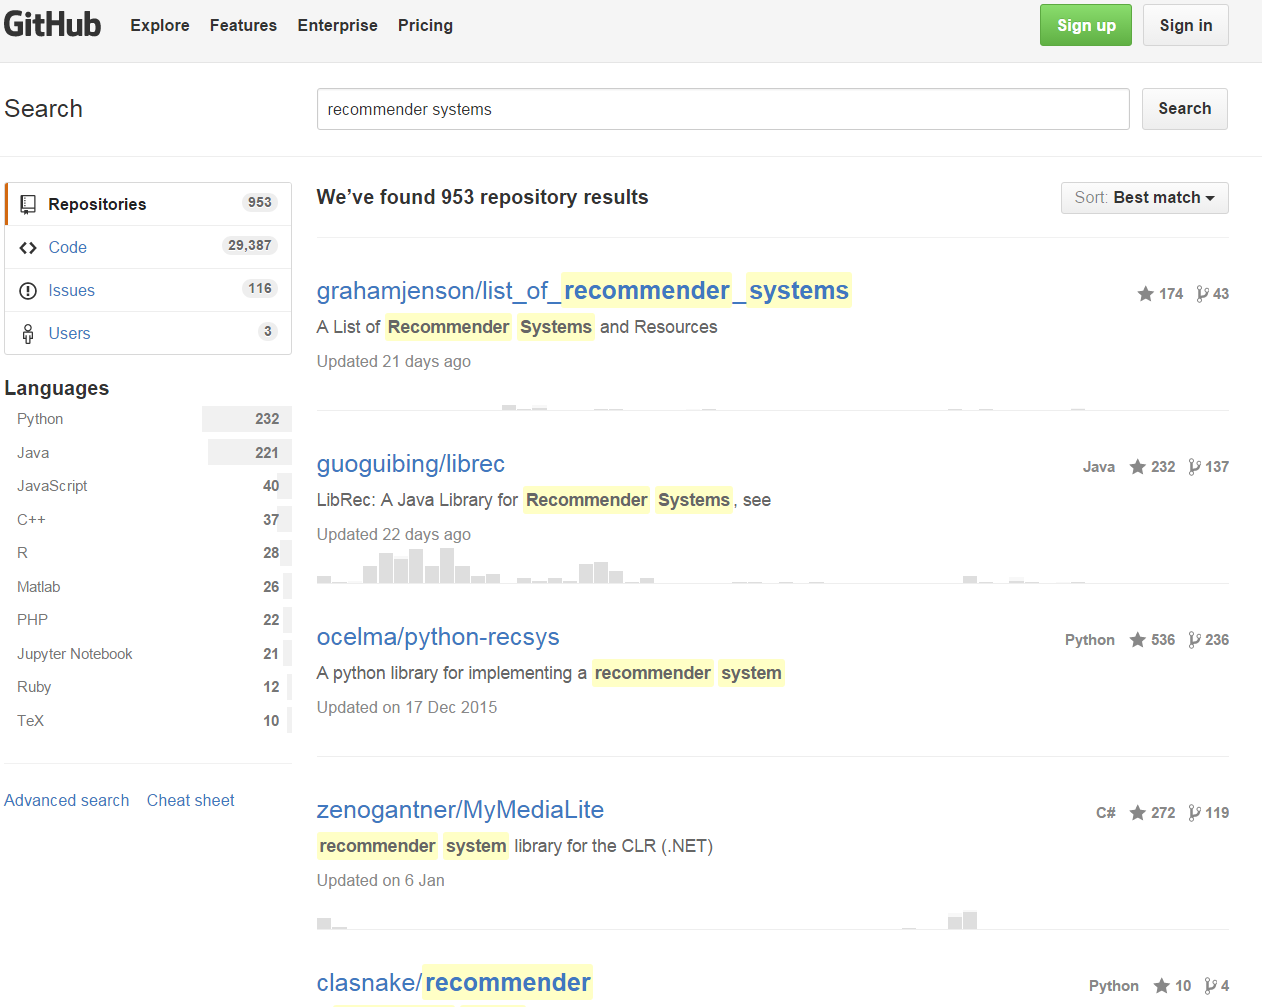 GitHub Explore Features Enterprise Pricing Sign up Sign in
Search recommender systems Search
Repositories 953
Code 29,387
Issues 116
Users 3
Languages
Python 232
Java 221
JavaScript 40
C++ 37
R 28
Matlab 26
PHP 22
Jupyter Notebook 21
Ruby 12
TeX 10
Advanced search Cheat sheet
We’ve found 953 repository results Sort: Best match
grahamjenson/list_of_recommender_systems 174 43
A List of Recommender Systems and Resources
Updated 21 days ago
guoguibing/librec Java 232 137
LibRec: A Java Library for Recommender Systems, see
Updated 22 days ago
ocelma/python-recsys Python 536 236
A python library for implementing a recommender system
Updated on 17 Dec 2015
zenogantner/MyMediaLite C# 272 119
recommender system library for the CLR (.NET)
Updated on 6 Jan
clasnake/recommender Python 10 4